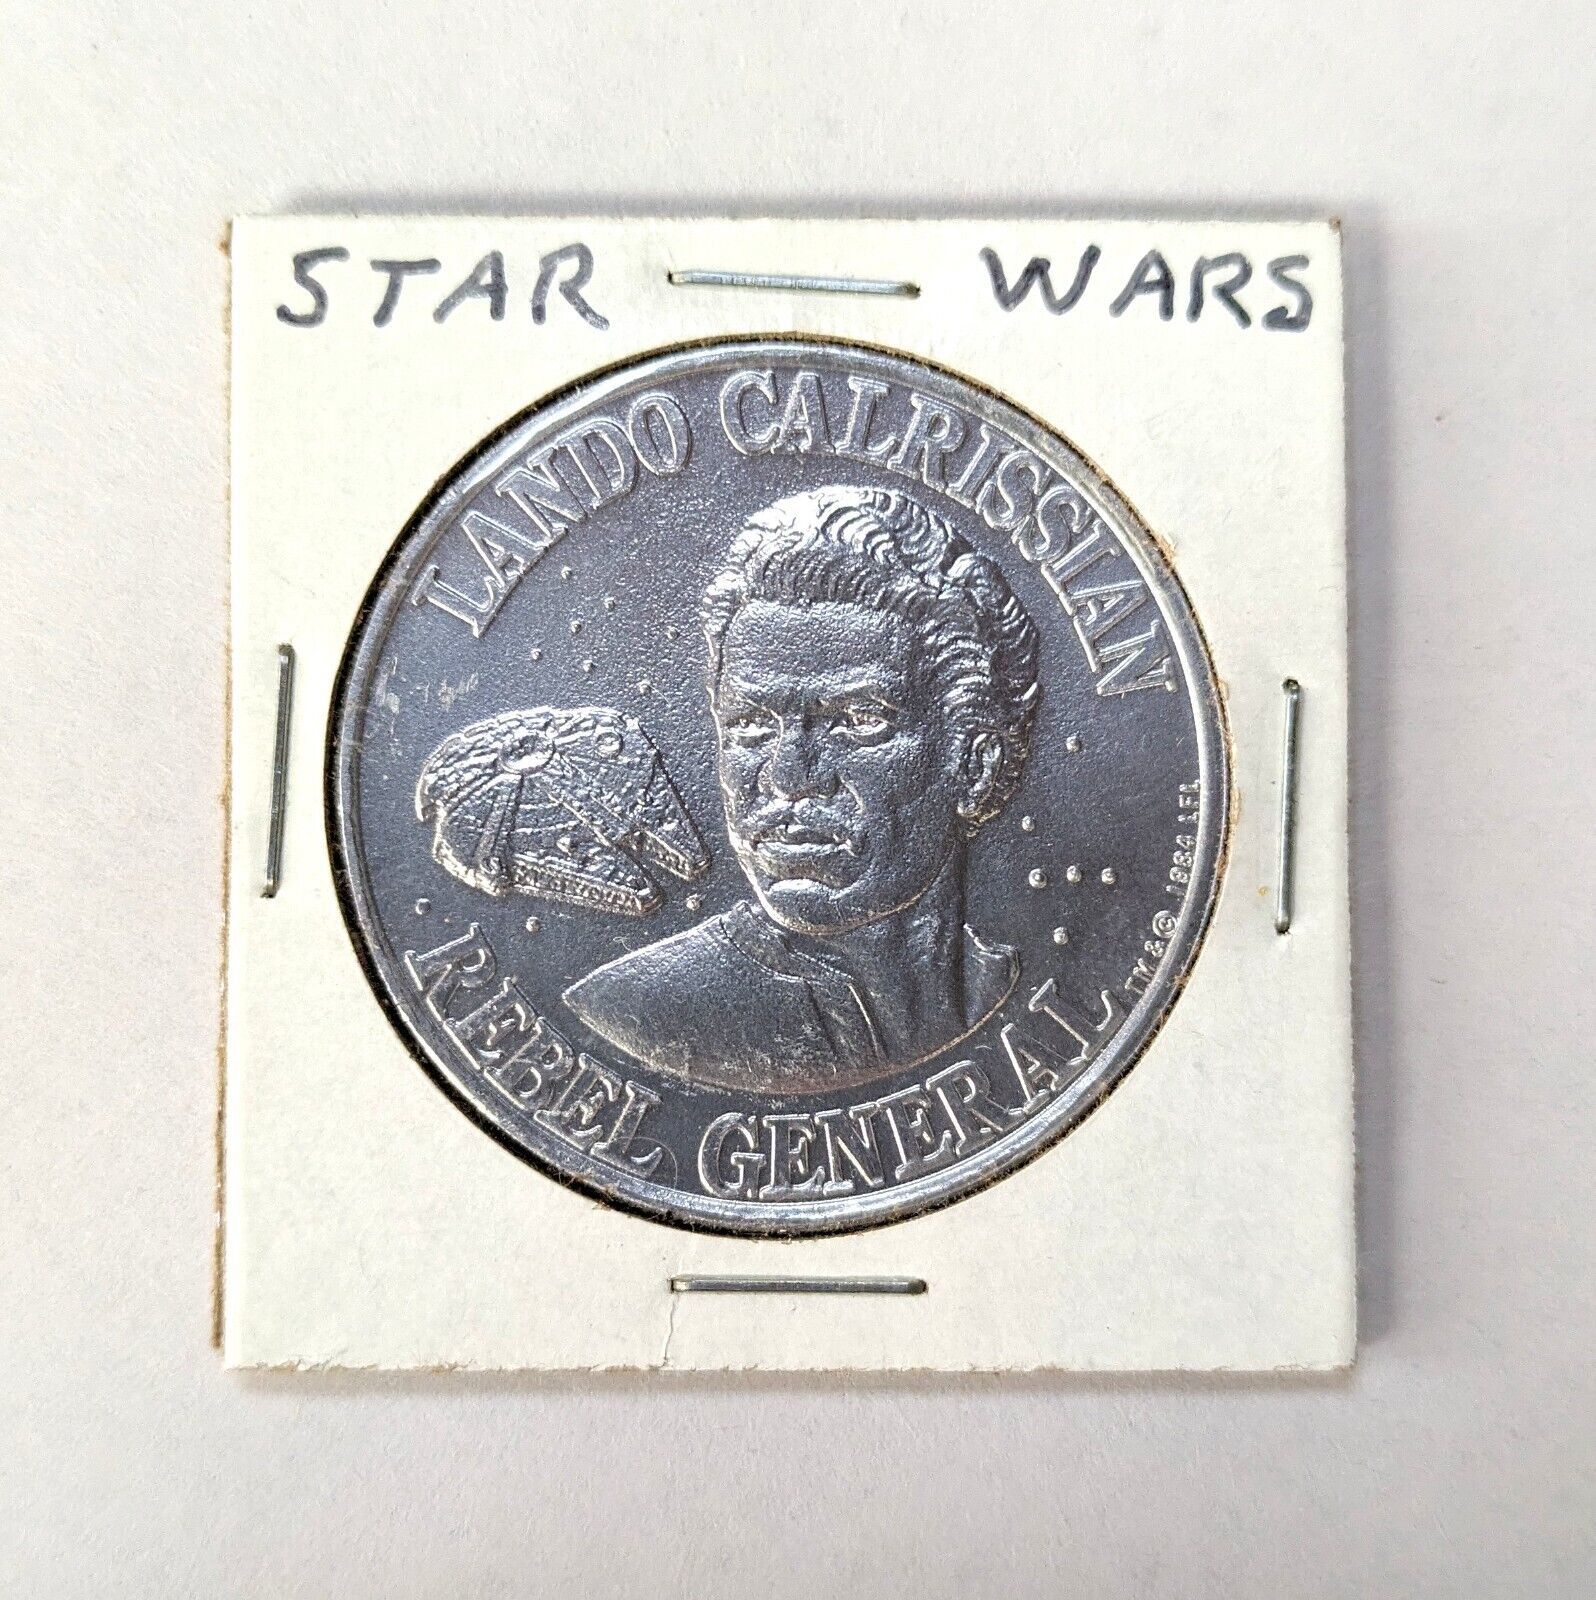 STAR WARS
LANDO CALRISSIAN
REBEL GENERAL
TM & © 1984 LFL